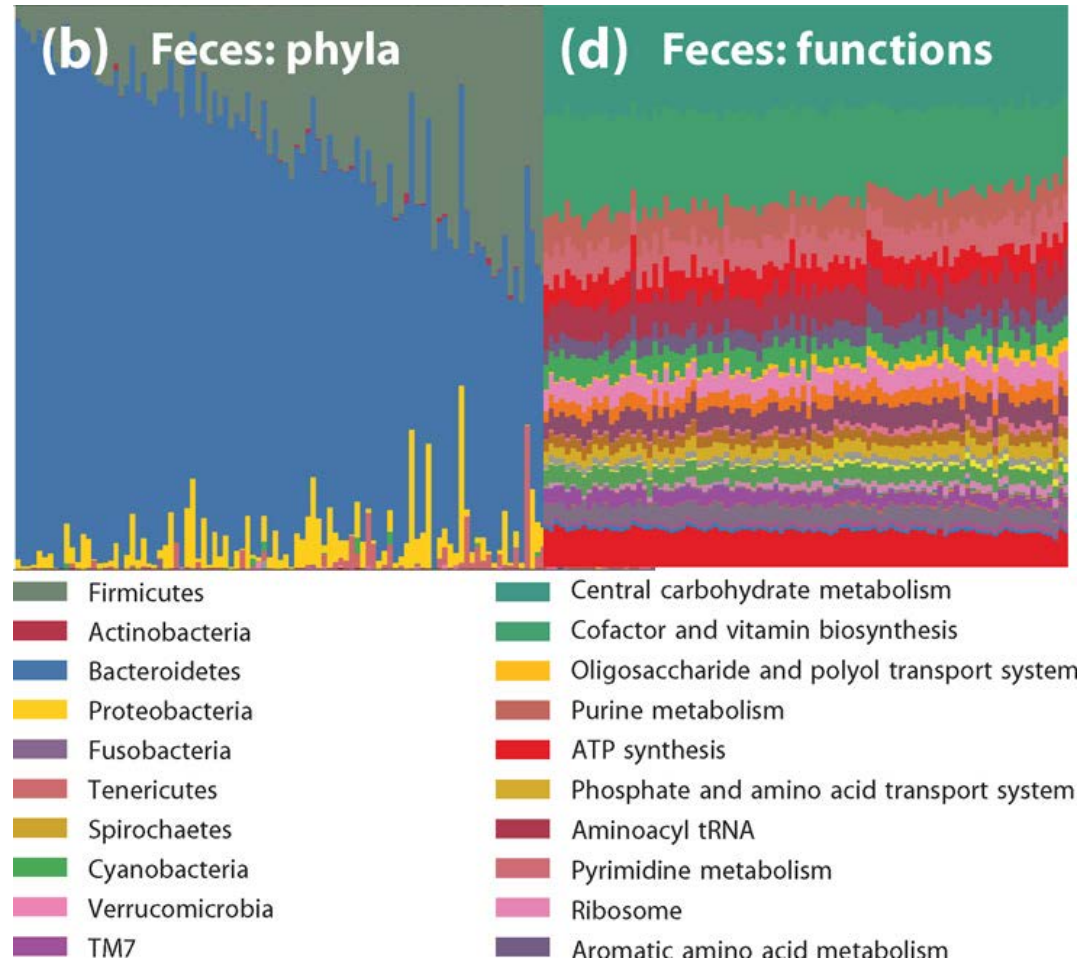 (b) Feces: phyla
(d) Feces: functions
Firmicutes
Actinobacteria
Bacteroidetes
Proteobacteria
Fusobacteria
Tenericutes
Spirochaetes
Cyanobacteria
Verrucomicrobia
TM7
Central carbohydrate metabolism
Cofactor and vitamin biosynthesis
Oligosaccharide and polyol transport system
Purine metabolism
ATP synthesis
Phosphate and amino acid transport system
Aminoacyl tRNA
Pyrimidine metabolism
Ribosome
Aromatic amino acid metabolism